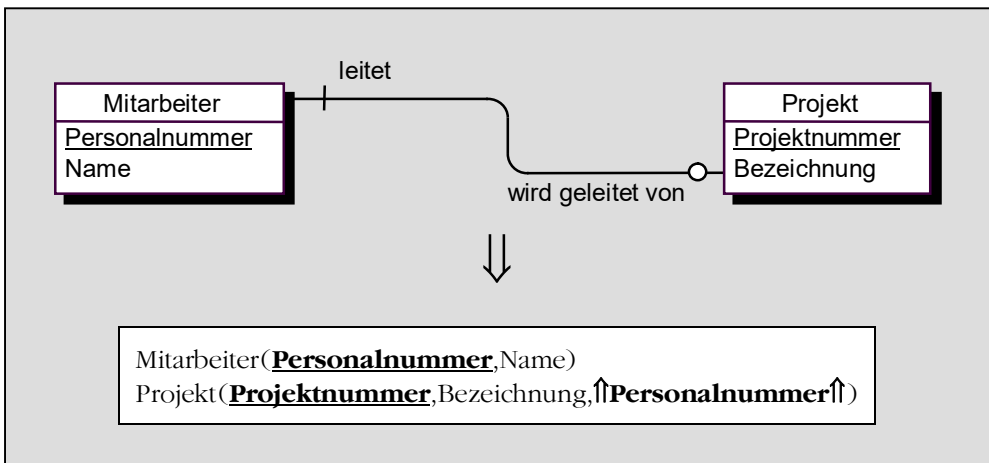 leitet
Mitarbeiter
Personalnummer
Name
Projekt
Projektnummer
Bezeichnung
wird geleitet von
⇓
Mitarbeiter(Personalnummer,Name)
Projekt(Projektnummer,Bezeichnung,⇑Personalnummer⇑)